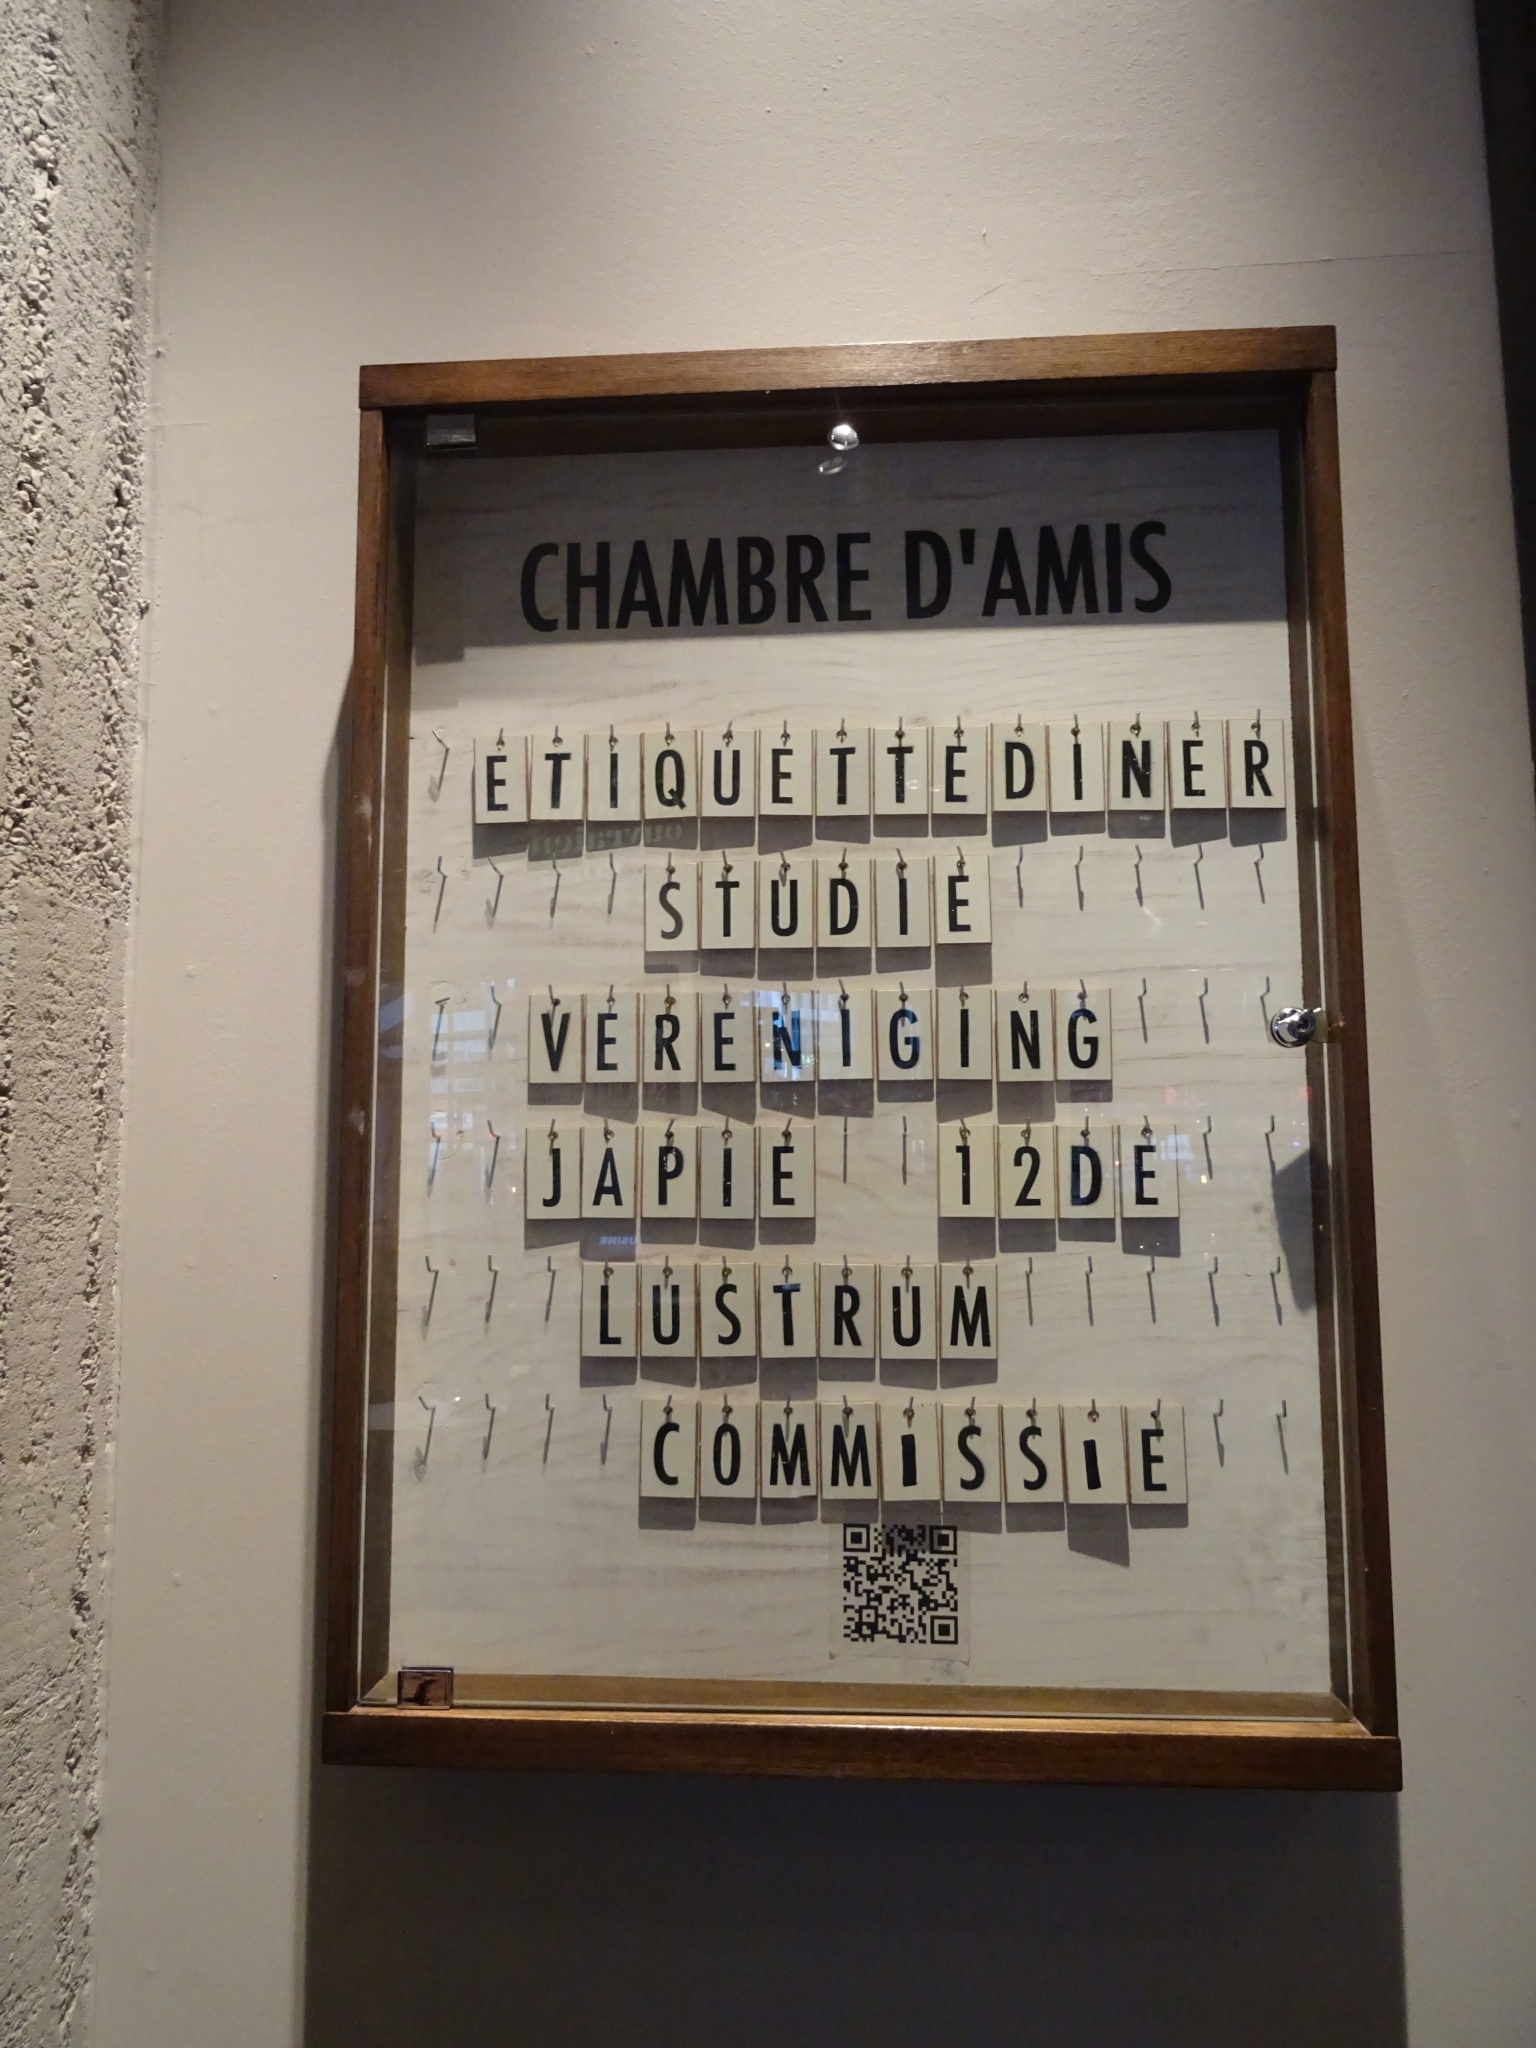 CHAMBRE D'AMIS
ETIQUETTEDINER
STUDIE
VERENIGING
JAPIE 12DE
LUSTRUM
COMMISSIE